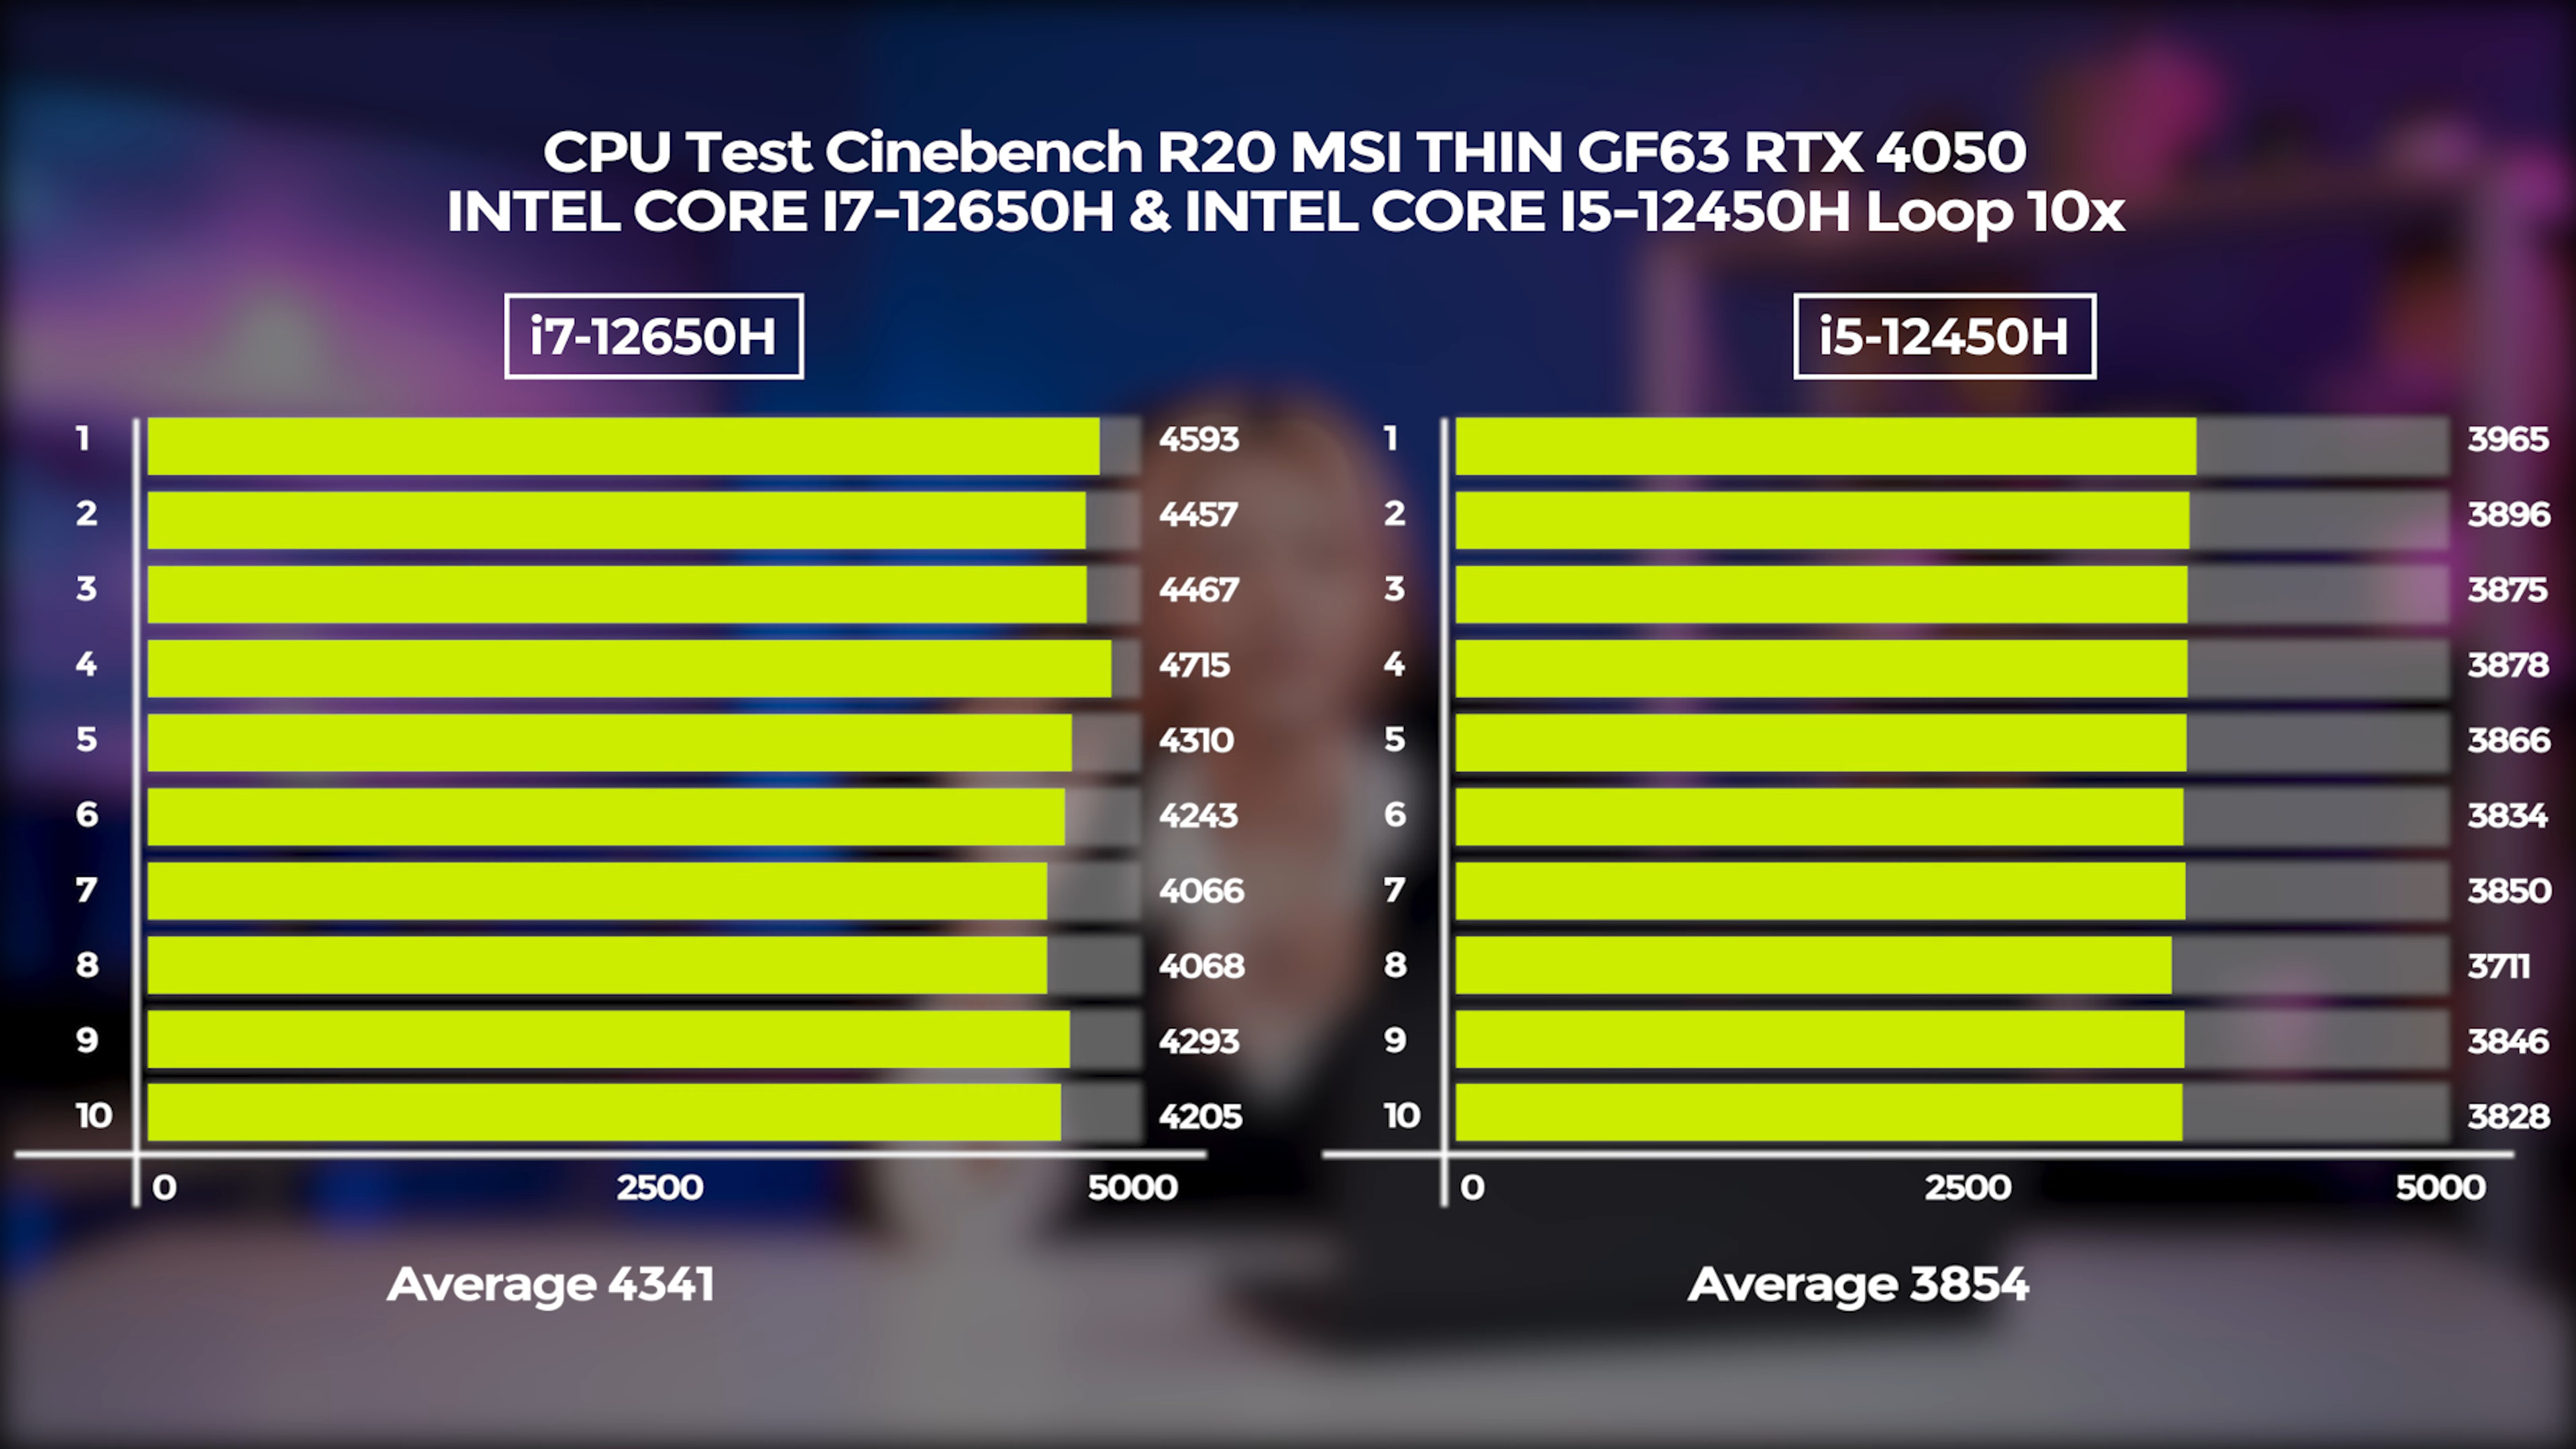 CPU Test Cinebench R20 MSI THIN GF63 RTX 4050
INTEL CORE I7-12650H & INTEL CORE I5-12450H Loop 10x
i7-12650H
1 4593
2 4457
3 4467
4 4715
5 4310
6 4243
7 4066
8 4068
9 4293
10 4205
0 2500 5000
Average 4341
i5-12450H
1 3965
2 3896
3 3875
4 3878
5 3866
6 3834
7 3850
8 3711
9 3846
10 3828
0 2500 5000
Average 3854